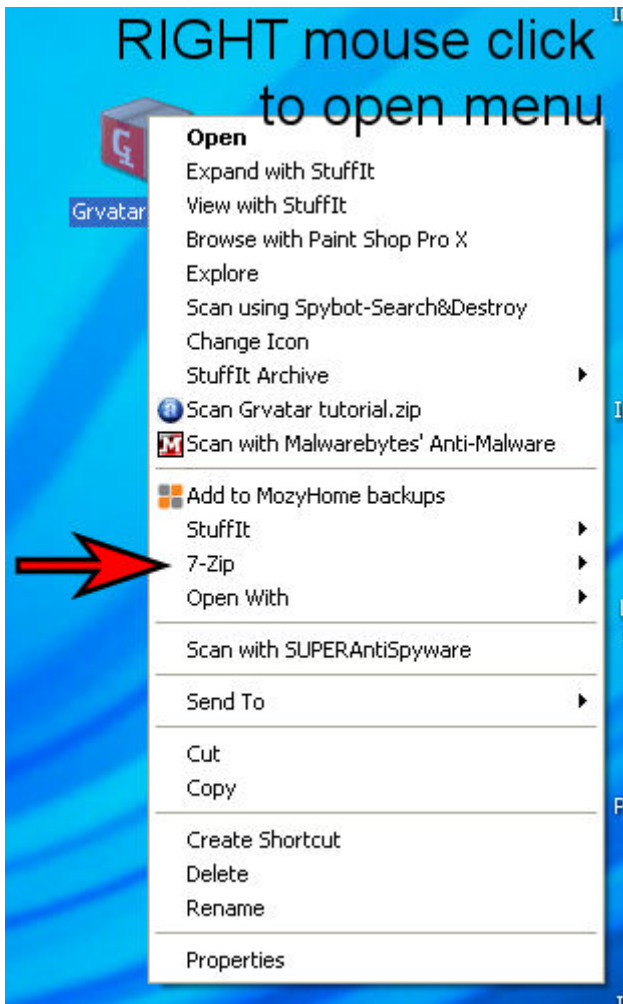 RIGHT mouse click
to open menu
Grvatar
Open
Expand with StuffIt
View with StuffIt
Browse with Paint Shop Pro X
Explore
Scan using Spybot-Search&Destroy
Change Icon
StuffIt Archive
Scan Grvatar tutorial.zip
Scan with Malwarebytes' Anti-Malware
Add to MozyHome backups
StuffIt
7-Zip
Open With
Scan with SUPERAntiSpyware
Send To
Cut
Copy
Create Shortcut
Delete
Rename
Properties